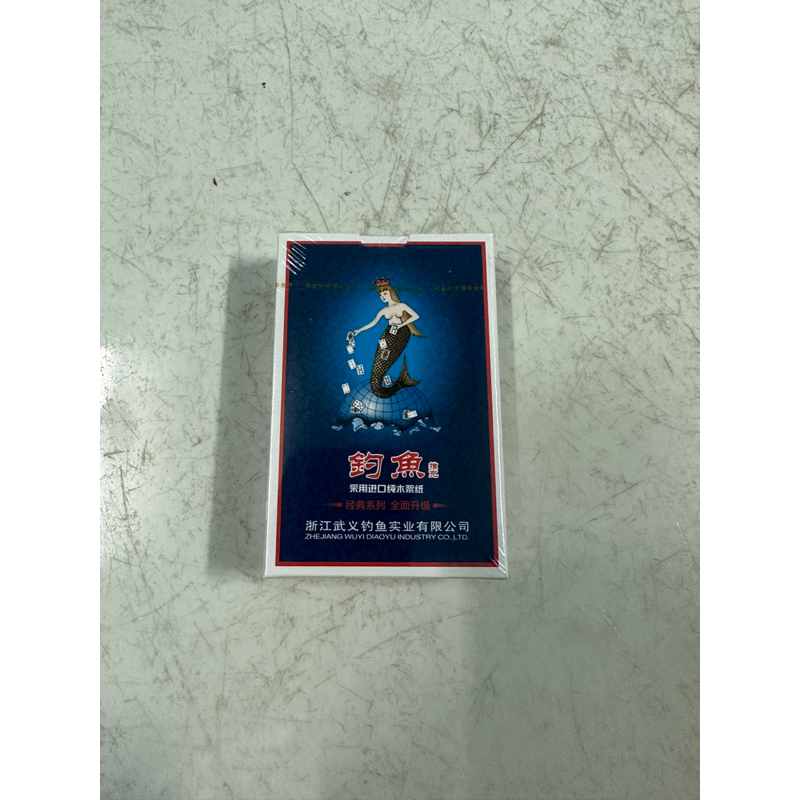 钓魚
采用进口纯木浆纸
经典系列 全面升级
浙江武义钓鱼实业有限公司
ZHEJIANG WUYI DIAOYU INDUSTRY CO.,LTD.